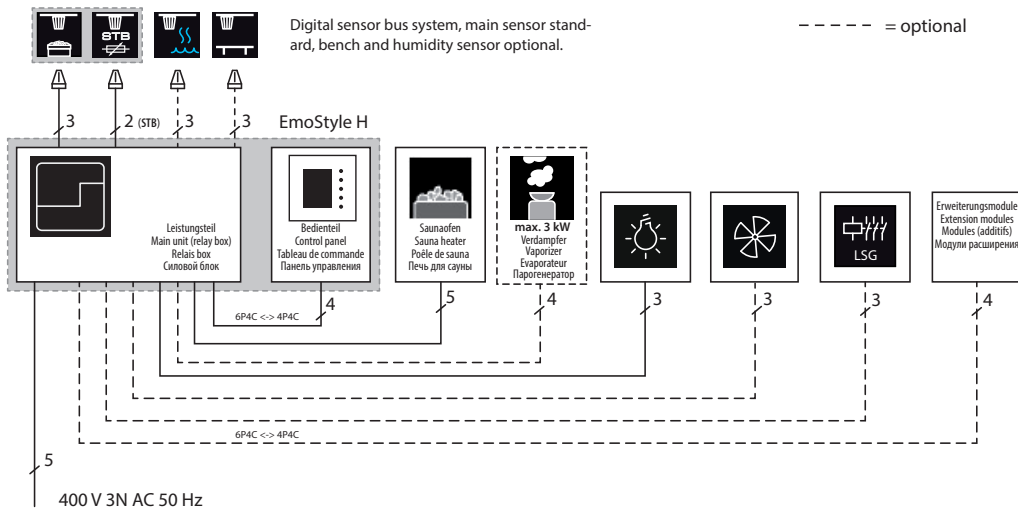 STB
Digital sensor bus system, main sensor stand-
ard, bench and humidity sensor optional.
= optional
3
2 (STB)
3
3
EmoStyle H
Leistungsteil
Main unit (relay box)
Relais box
Силовой блок
Bedienteil
Control panel
Tableau de commande
Панель управления
Saunaofen
Sauna heater
Poêle de sauna
Печь для сауны
max. 3 kW
Verdampfer
Vaporizer
Evaporateur
Парогенератор
LSG
Erweiterungsmodule
Extension modules
Modules (additifs)
Модули расширения
4
5
4
3
3
3
4
6P4C <-> 4P4C
6P4C <-> 4P4C
5
400 V 3N AC 50 Hz